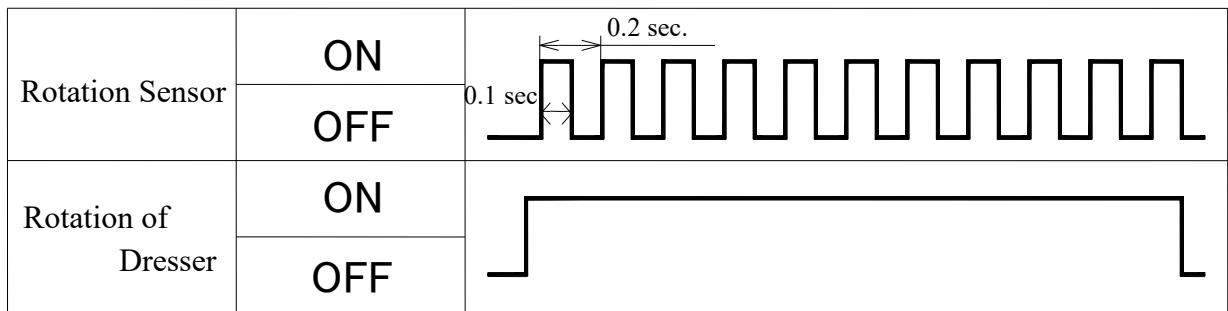 0.2 sec.
ON
Rotation Sensor
0.1 sec
OFF
ON
Rotation of
Dresser
OFF